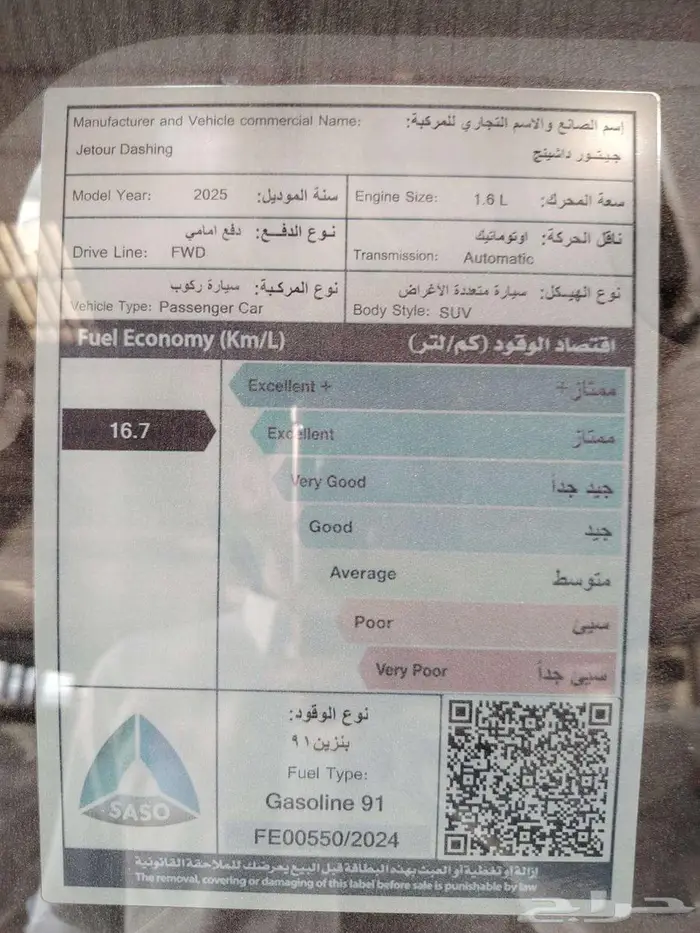 Manufacturer and Vehicle commercial Name: إسم الصانع والاسم التجاري للمركبة:
Jetour Dashing جيتور داشينج
Model Year: 2025 سنة الموديل:
Engine Size: 1.6 L سعة المحرك:
نوع الدفع: دفع امامي
Drive Line: FWD
ناقل الحركة: اوتوماتيك
Transmission: Automatic
نوع المركبة: سيارة ركوب
Vehicle Type: Passenger Car
نوع الهيكل: سيارة متعددة الأغراض
Body Style: SUV
Fuel Economy (Km/L) اقتصاد الوقود (كم/لتر)
Excellent + ممتاز+
16.7
Excellent ممتاز
Very Good جيد جداً
Good جيد
Average متوسط
Poor سيئ
Very Poor سيئ جداً
نوع الوقود:
بنزين ٩١
Fuel Type:
Gasoline 91
FE00550/2024
SASO
إزالة أو تغطية أو العبث بهذه البطاقة قبل البيع يعرضك للملاحقة القانونية
The removal, covering or damaging of this label before sale is punishable by law
حراج